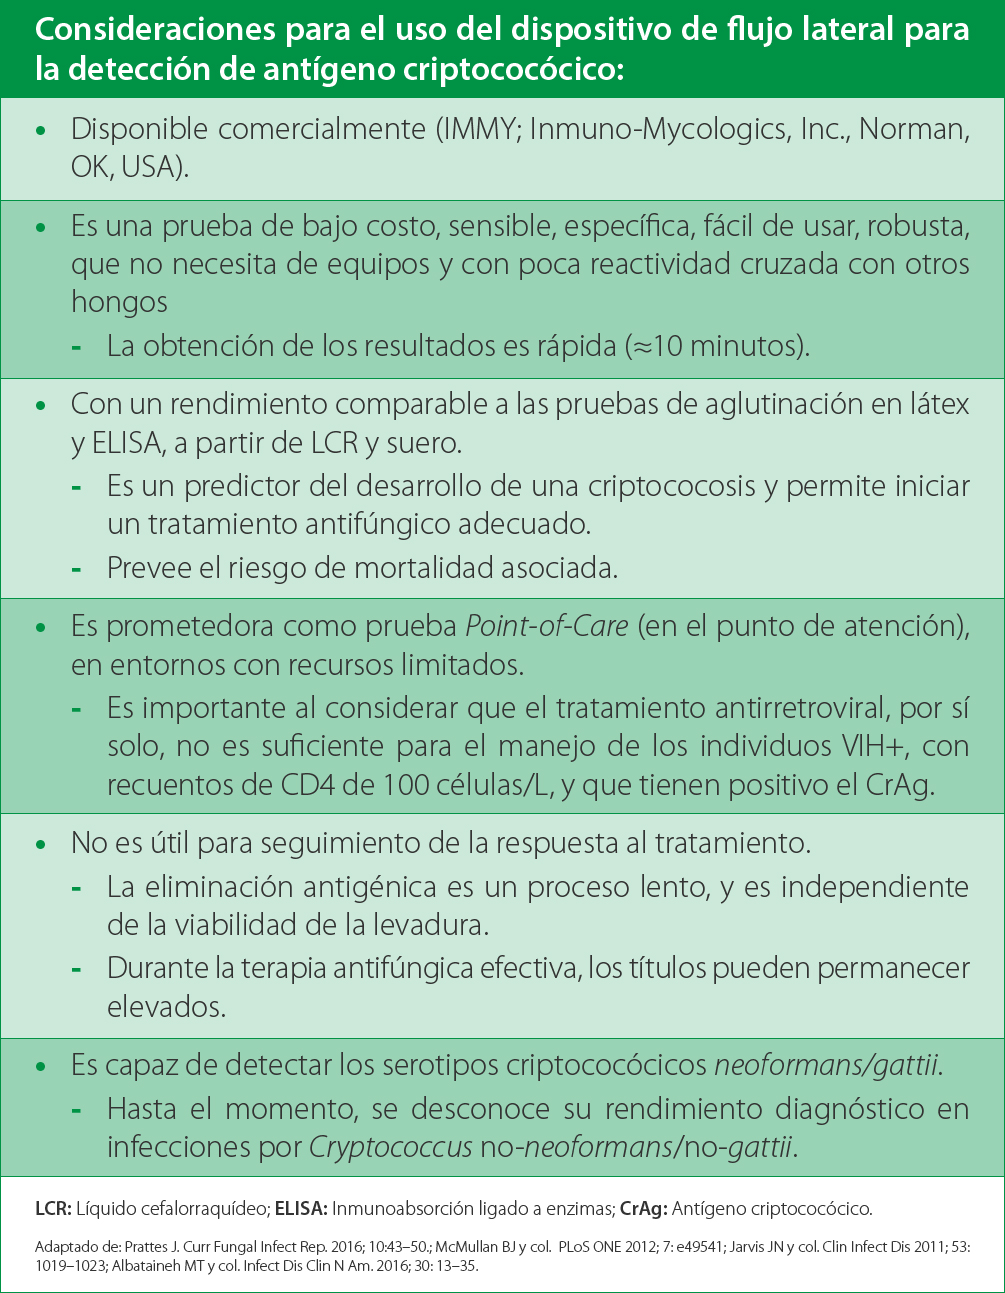 Consideraciones para el uso del dispositivo de flujo lateral para
la detección de antígeno criptococócico:
• Disponible comercialmente (IMMY; Inmuno-Mycologics, Inc., Norman,
OK, USA).
• Es una prueba de bajo costo, sensible, específica, fácil de usar, robusta,
que no necesita de equipos y con poca reactividad cruzada con otros
hongos
- La obtención de los resultados es rápida (≈10 minutos).
• Con un rendimiento comparable a las pruebas de aglutinación en látex
y ELISA, a partir de LCR y suero.
- Es un predictor del desarrollo de una criptococosis y permite iniciar
un tratamiento antifúngico adecuado.
- Prevee el riesgo de mortalidad asociada.
• Es prometedora como prueba Point-of-Care (en el punto de atención),
en entornos con recursos limitados.
- Es importante al considerar que el tratamiento antirretroviral, por sí
solo, no es suficiente para el manejo de los individuos VIH+, con
recuentos de CD4 de 100 células/L, y que tienen positivo el CrAg.
• No es útil para seguimiento de la respuesta al tratamiento.
- La eliminación antigénica es un proceso lento, y es independiente
de la viabilidad de la levadura.
- Durante la terapia antifúngica efectiva, los títulos pueden permanecer
elevados.
• Es capaz de detectar los serotipos criptococócicos neoformans/gattii.
- Hasta el momento, se desconoce su rendimiento diagnóstico en
infecciones por Cryptococcus no-neoformans/no-gattii.
LCR: Líquido cefalorraquídeo; ELISA: Inmunoabsorción ligado a enzimas; CrAg: Antígeno criptococócico.
Adaptado de: Prattes J. Curr Fungal Infect Rep. 2016; 10:43–50.; McMullan BJ y col. PLoS ONE 2012; 7: e49541; Jarvis JN y col. Clin Infect Dis 2011; 53:
1019–1023; Albataineh MT y col. Infect Dis Clin N Am. 2016; 30: 13–35.